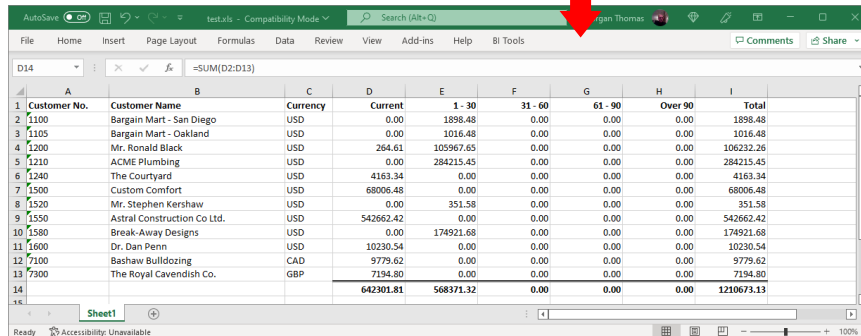 AutoSave Off test.xls - Compatibility Mode Search (Alt+Q) Thomas
File Home Insert Page Layout Formulas Data Review View Add-ins Help BI Tools Comments Share
D14 fx =SUM(D2:D13)
A B C D E F G H I
1 Customer No. Customer Name Currency Current 1 - 30 31 - 60 61 - 90 Over 90 Total
2 1100 Bargain Mart - San Diego USD 0.00 1898.48 0.00 0.00 0.00 1898.48
3 1105 Bargain Mart - Oakland USD 0.00 1016.48 0.00 0.00 0.00 1016.48
4 1200 Mr. Ronald Black USD 264.61 105967.65 0.00 0.00 0.00 106232.26
5 1210 ACME Plumbing USD 0.00 284215.45 0.00 0.00 0.00 284215.45
6 1240 The Courtyard USD 4163.34 0.00 0.00 0.00 0.00 4163.34
7 1500 Custom Comfort USD 68006.48 0.00 0.00 0.00 0.00 68006.48
8 1520 Mr. Stephen Kershaw USD 0.00 351.58 0.00 0.00 0.00 351.58
9 1550 Astral Construction Co Ltd. USD 542662.42 0.00 0.00 0.00 0.00 542662.42
10 1580 Break-Away Designs USD 0.00 174921.68 0.00 0.00 0.00 174921.68
11 1600 Dr. Dan Penn USD 10230.54 0.00 0.00 0.00 0.00 10230.54
12 7100 Bashaw Bulldozing CAD 9779.62 0.00 0.00 0.00 0.00 9779.62
13 7300 The Royal Cavendish Co. GBP 7194.80 0.00 0.00 0.00 0.00 7194.80
14 642301.81 568371.32 0.00 0.00 0.00 1210673.13
Sheet1
Ready Accessibility: Unavailable 100%